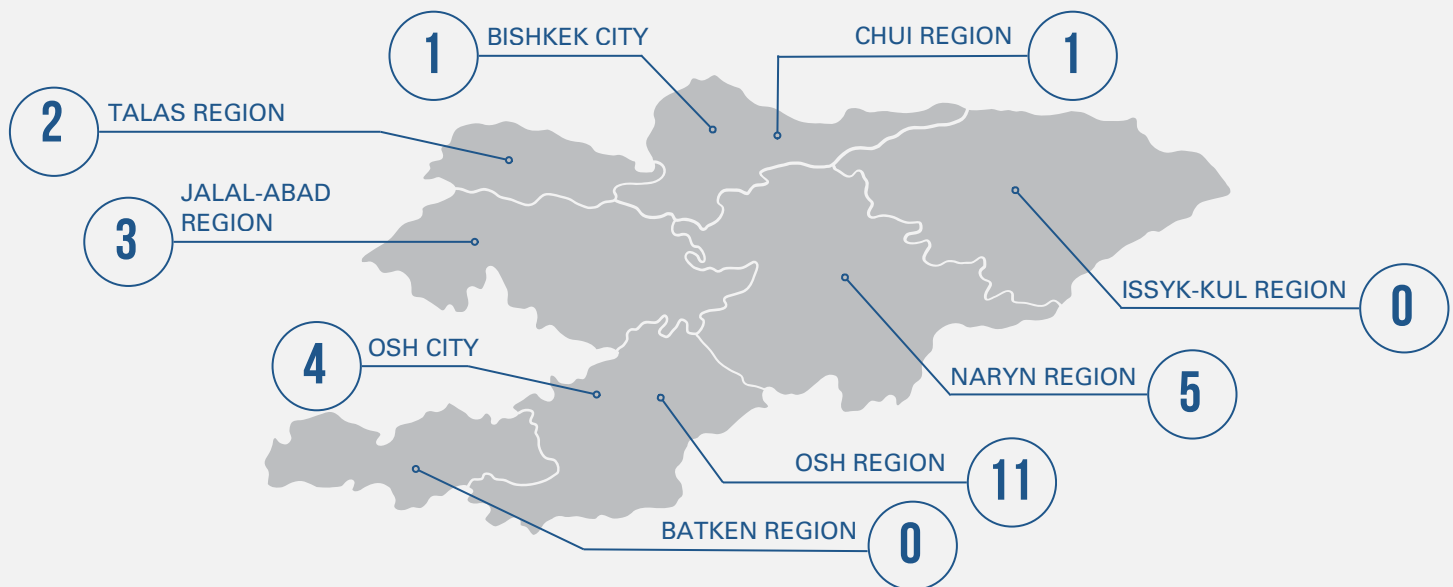 1
BISHKEK CITY
CHUI REGION
1
2
TALAS REGION
JALAL-ABAD
REGION
3
ISSYK-KUL REGION
0
OSH CITY
4
NARYN REGION
5
OSH REGION
11
BATKEN REGION
0